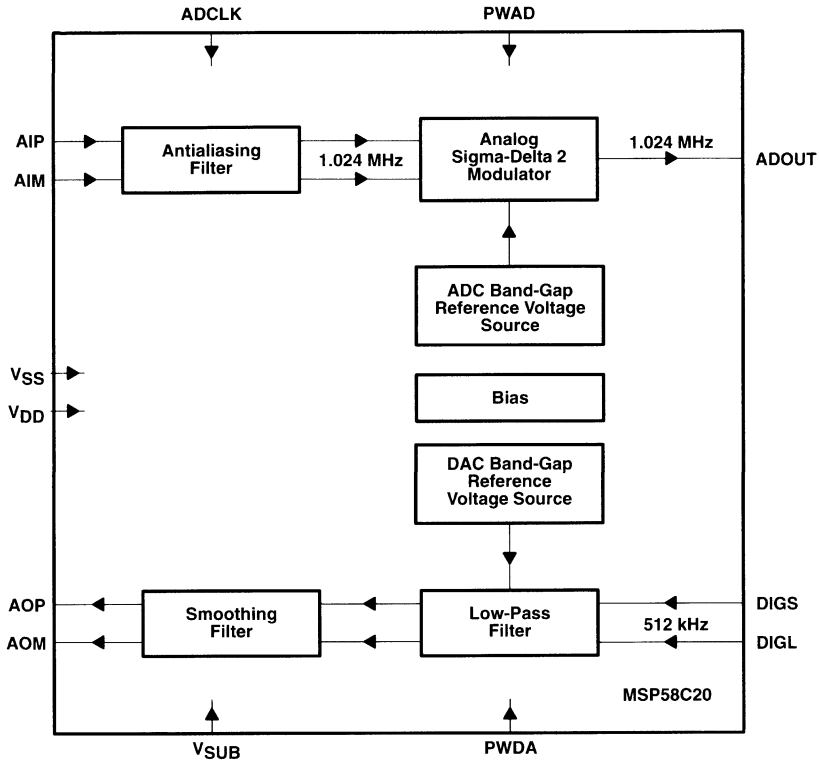 ADCLK
PWAD
AIP
AIM
Antialiasing
Filter
1.024 MHz
Analog
Sigma-Delta 2
Modulator
1.024 MHz
ADOUT
ADC Band-Gap
Reference Voltage
Source
VSS
VDD
Bias
DAC Band-Gap
Reference
Voltage Source
AOP
AOM
Smoothing
Filter
Low-Pass
Filter
512 kHz
DIGS
DIGL
MSP58C20
VSUB
PWDA